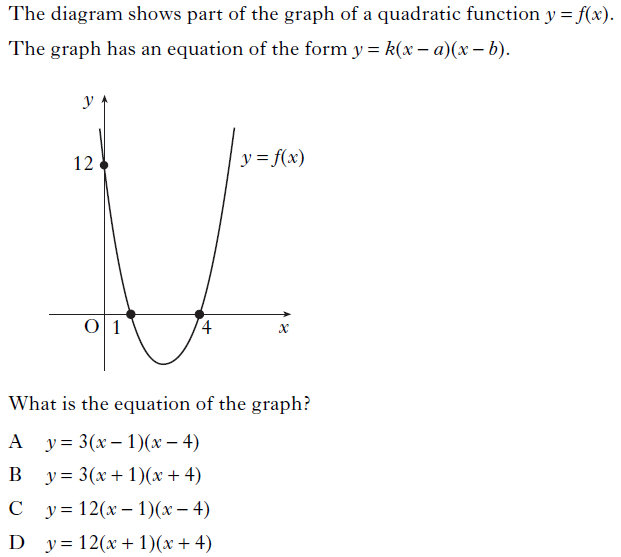 The diagram shows part of the graph of a quadratic function y = f(x).
The graph has an equation of the form y = k(x – a)(x – b).
y
12
y = f(x)
O 1 4 x
What is the equation of the graph?
A y = 3(x – 1)(x – 4)
B y = 3(x + 1)(x + 4)
C y = 12(x – 1)(x – 4)
D y = 12(x + 1)(x + 4)